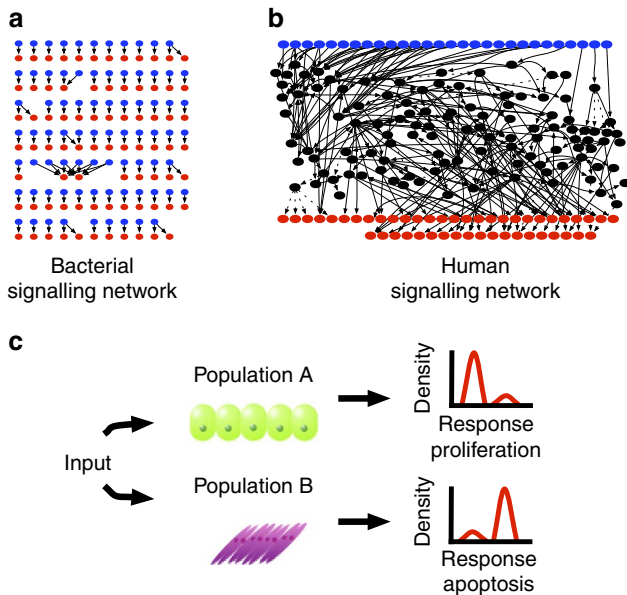 a
b
Bacterial
signalling network
Human
signalling network
c
Input
Population A
Population B
Density
Response
proliferation
Density
Response
apoptosis